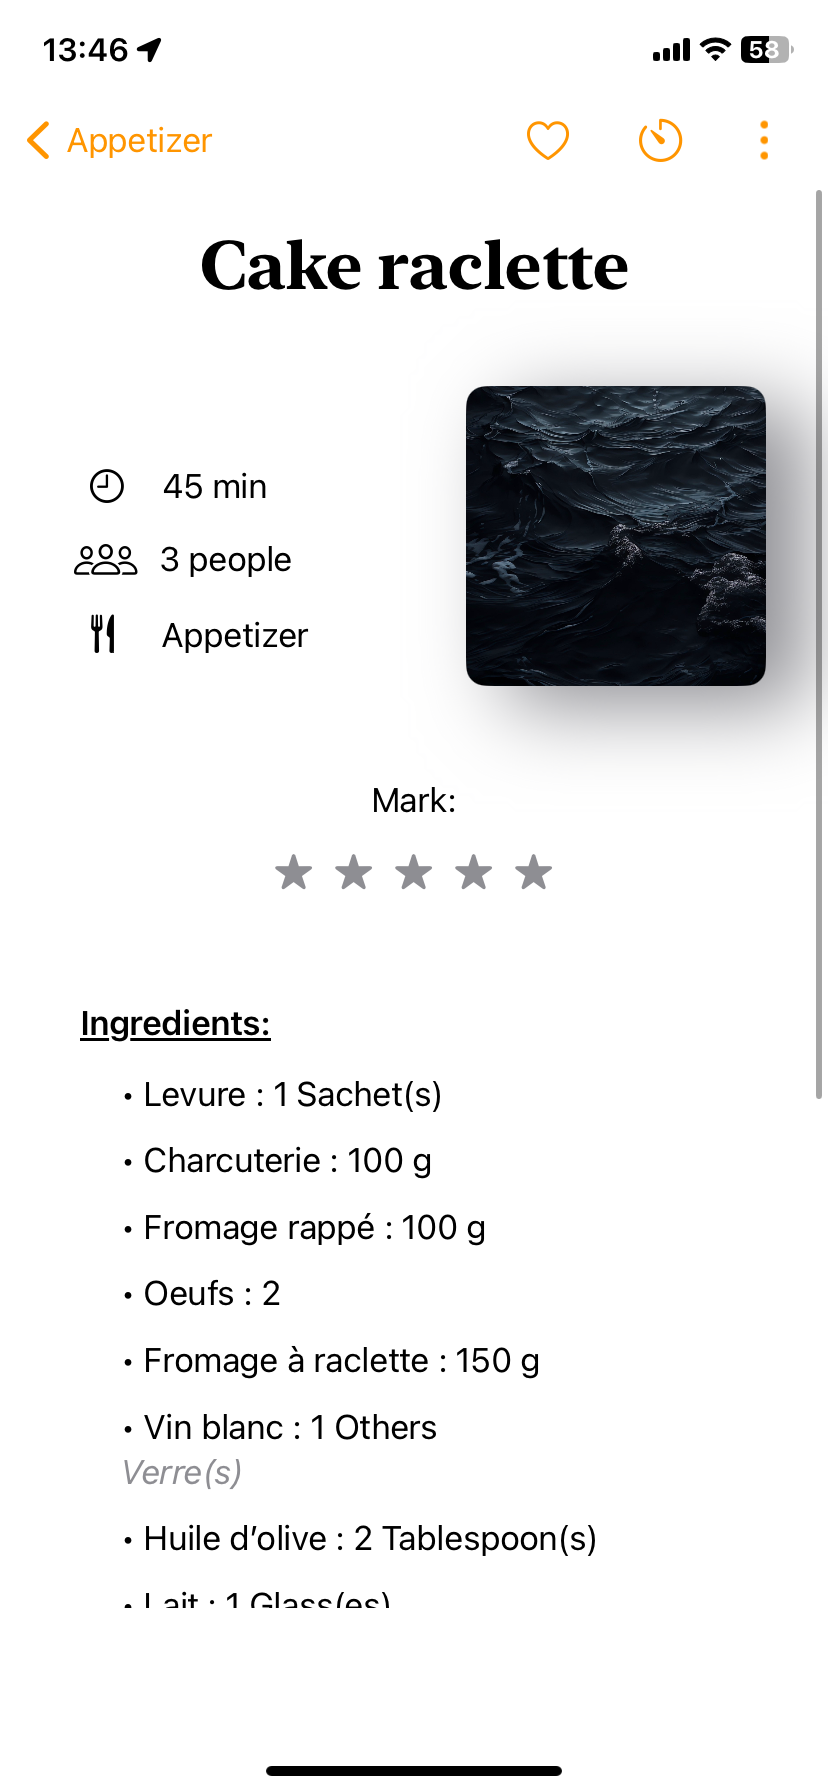 13:46
58
Appetizer
Cake raclette
45 min
3 people
Appetizer
Mark:
Ingredients:
• Levure : 1 Sachet(s)
• Charcuterie : 100 g
• Fromage rappé : 100 g
• Oeufs : 2
• Fromage à raclette : 150 g
• Vin blanc : 1 Others
Verre(s)
• Huile d’olive : 2 Tablespoon(s)
• Lait : 1 Glass(es)